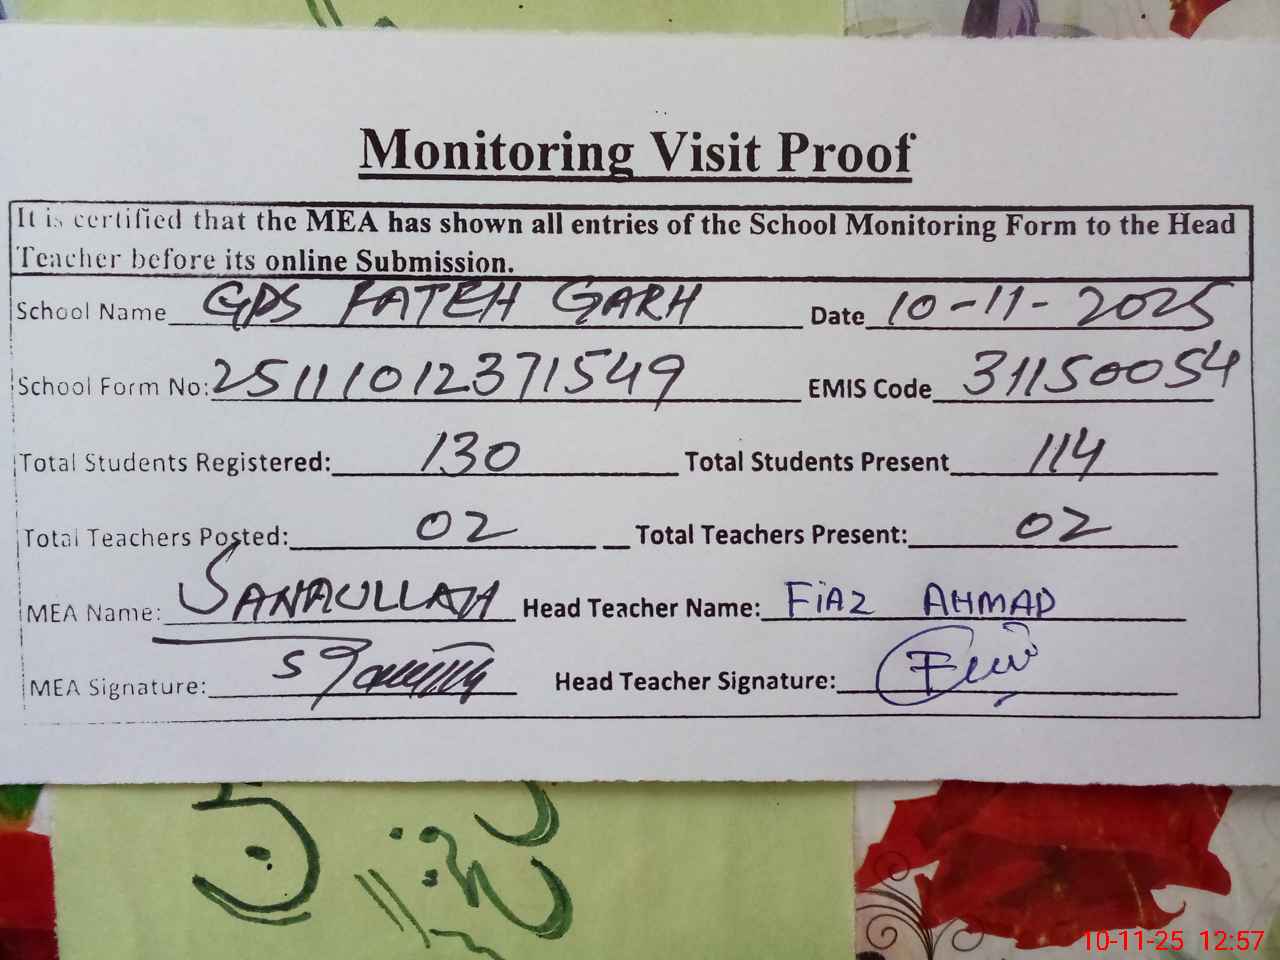 Monitoring Visit Proof
It is certified that the MEA has shown all entries of the School Monitoring Form to the Head
Teacher before its online Submission.
School Name GPS FATEH GARH Date 10-11-2025
School Form No: 25111012371549 EMIS Code 31150054
Total Students Registered: 130 Total Students Present 114
Total Teachers Posted: 02 Total Teachers Present: 02
MEA Name: SANAULLAH Head Teacher Name: FIAZ AHMAD
MEA Signature: Head Teacher Signature:
10-11-25 12:57